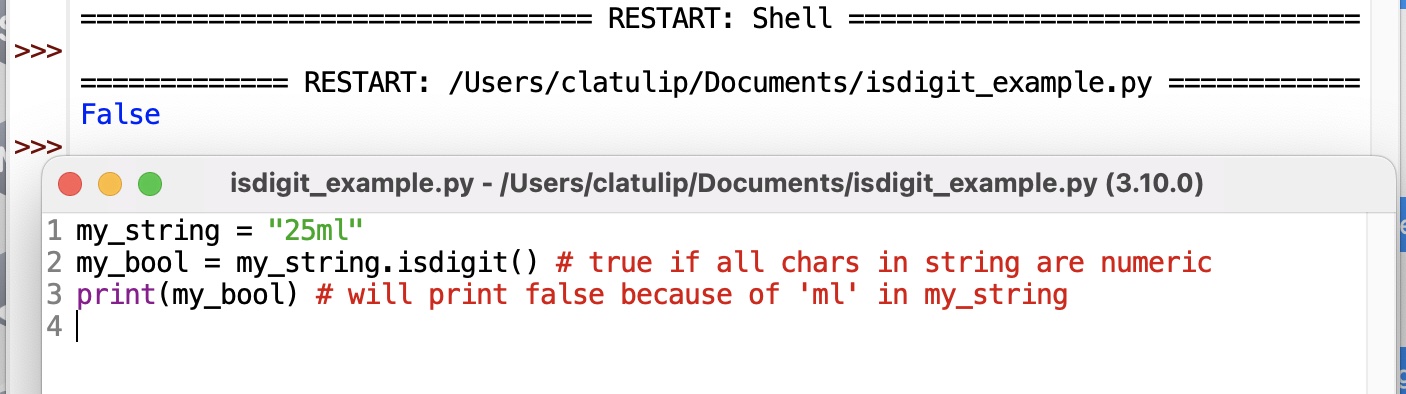 =============================== RESTART: Shell ===============================
>>>
============= RESTART: /Users/clatulip/Documents/isdigit_example.py ============
False
>>>
isdigit_example.py - /Users/clatulip/Documents/isdigit_example.py (3.10.0)
1 my_string = "25ml"
2 my_bool = my_string.isdigit() # true if all chars in string are numeric
3 print(my_bool) # will print false because of 'ml' in my_string
4